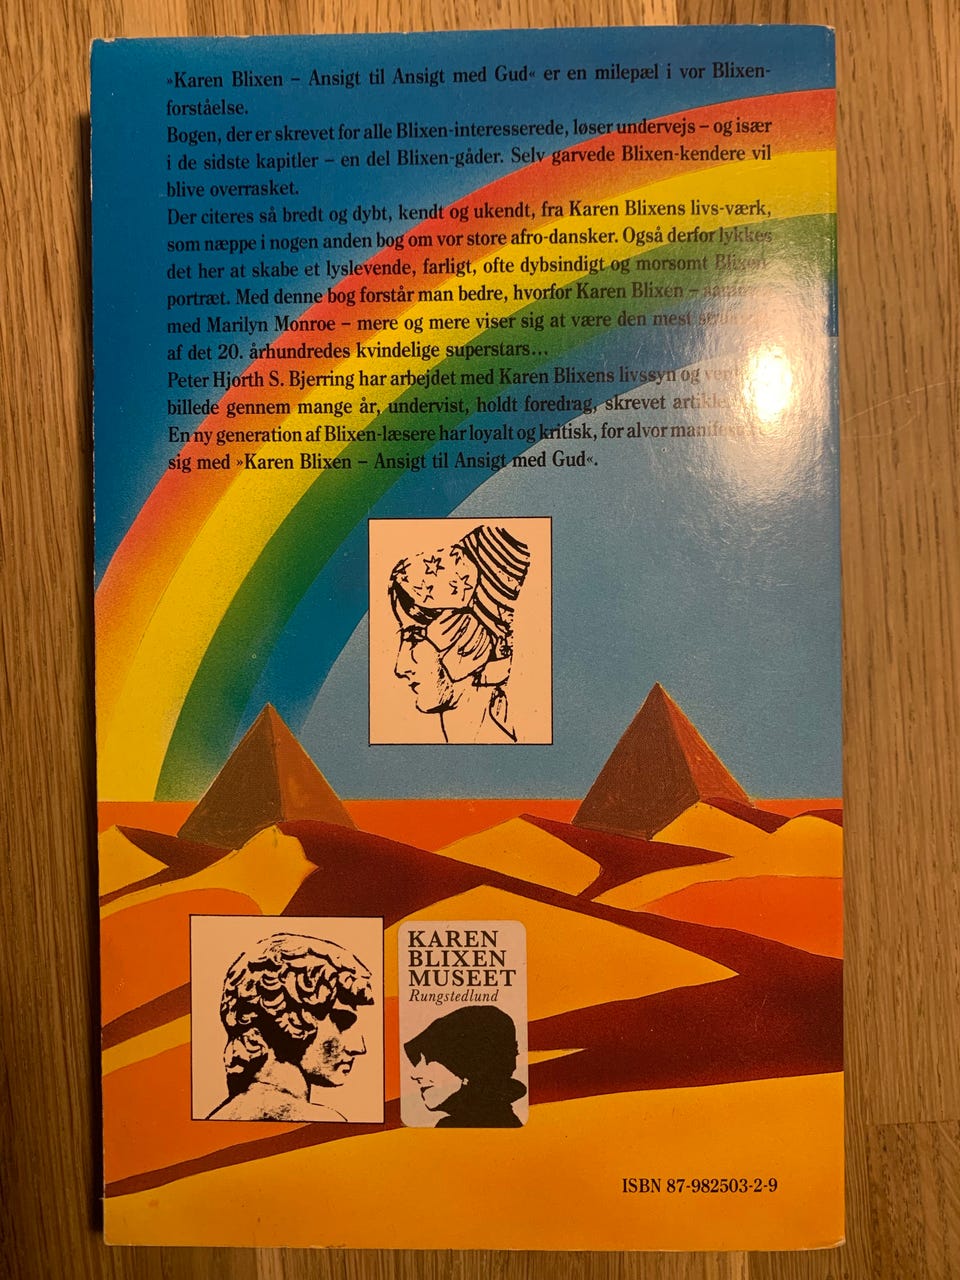 »Karen Blixen – Ansigt til Ansigt med Gud« er en milepæl i vor Blixen-
forståelse.
Bogen, der er skrevet for alle Blixen-interesserede, løser undervejs – og især
i de sidste kapitler – en del Blixen-gåder. Selv garvede Blixen-kendere vil
blive overrasket.
Der citeres så bredt og dybt, kendt og ukendt, fra Karen Blixens livs-værk,
som næppe i nogen anden bog om vor store afro-dansker. Også derfor lykkes
det her at skabe et lyslevende, farligt, ofte dybsindigt og morsomt Blixen-
portræt. Med denne bog forstår man bedre, hvorfor Karen Blixen –
med Marilyn Monroe – mere og mere viser sig at være den mest
af det 20. århundredes kvindelige superstars...
Peter Hjorth S. Bjerring har arbejdet med Karen Blixens livssyn og
billede gennem mange år, undervist, holdt foredrag, skrevet
En ny generation af Blixen-læsere har loyalt og kritisk, for alvor
sig med »Karen Blixen – Ansigt til Ansigt med Gud«.
KAREN
BLIXEN
MUSEET
Rungstedlund
ISBN 87-982503-2-9